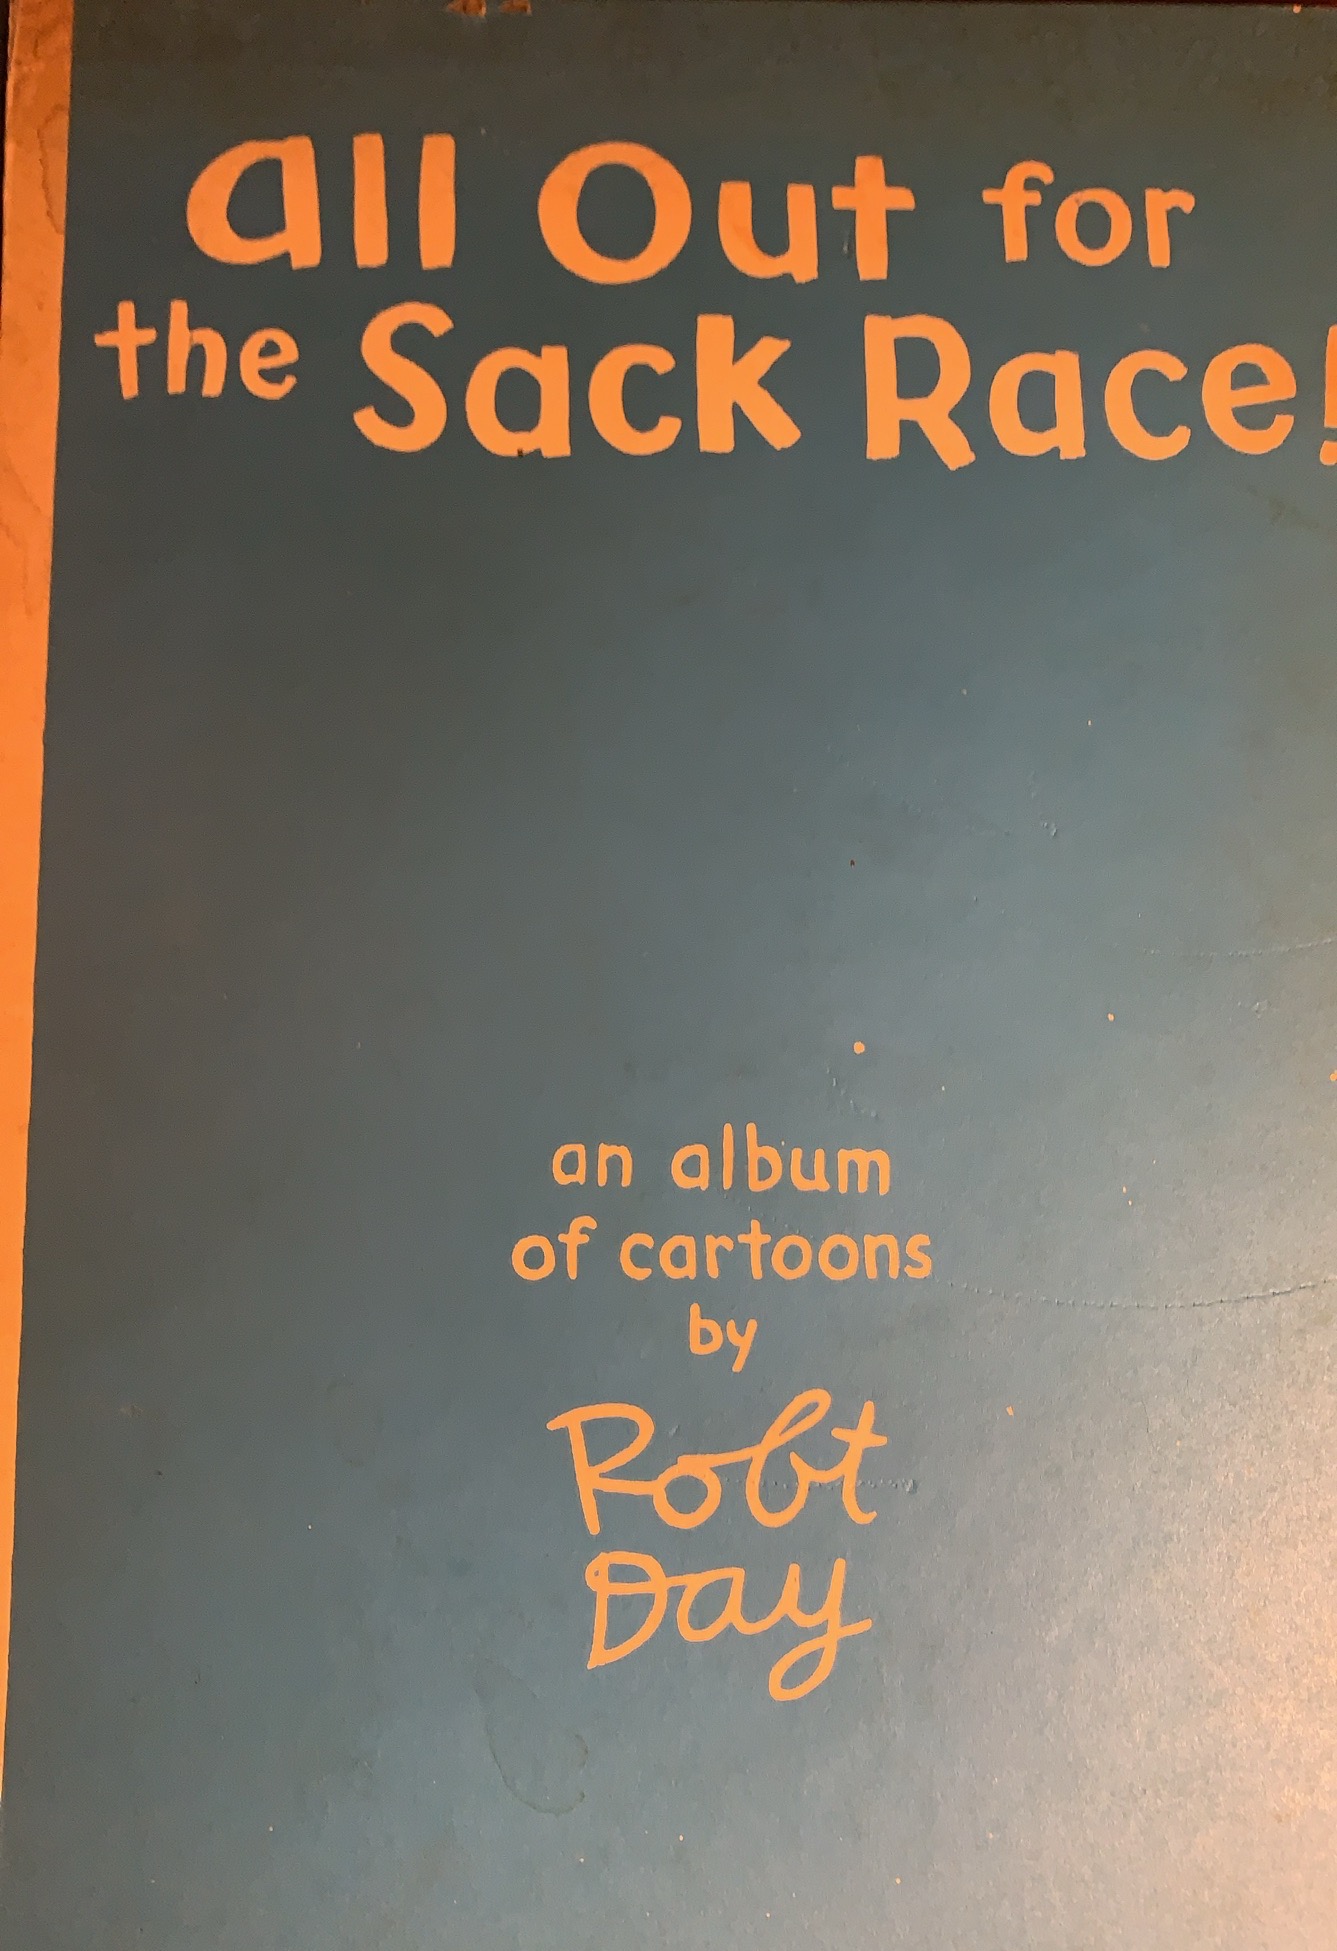 all Out for
the Sack Race!
an album
of cartoons
by
Robt
Day